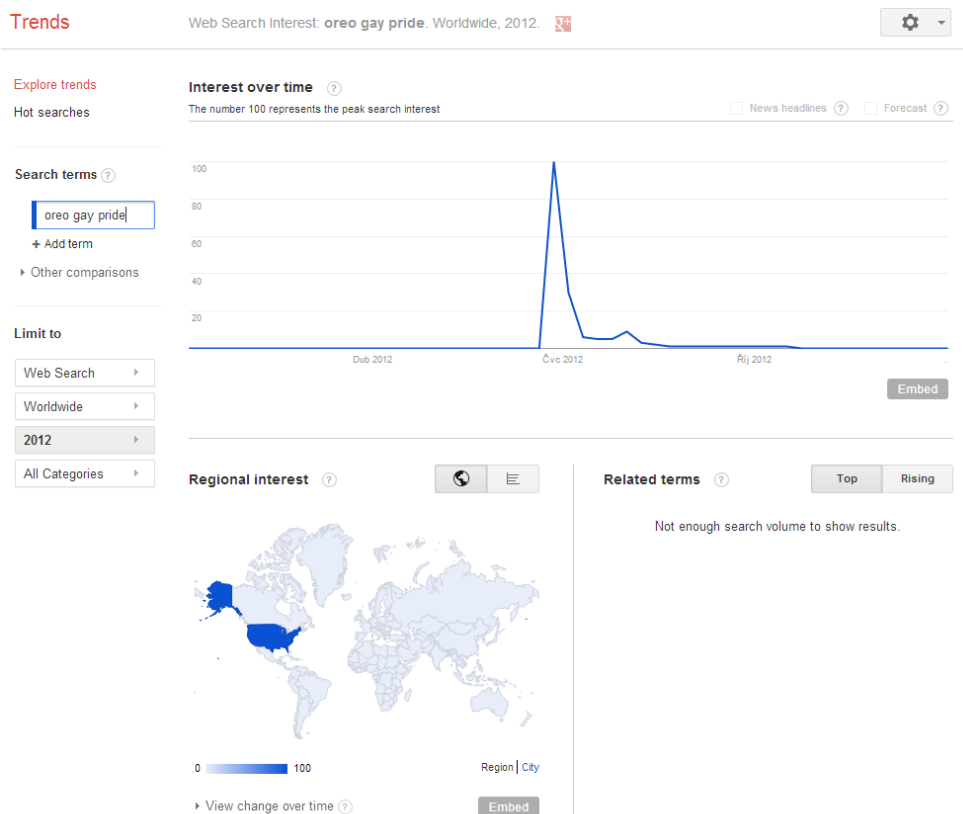 Trends
Web Search Interest: oreo gay pride. Worldwide, 2012.
g+
Explore trends
Hot searches
Interest over time ?
The number 100 represents the peak search interest
News headlines ? Forecast ?
Search terms ?
oreo gay pride
+ Add term
Other comparisons
100
80
60
40
20
Dub 2012 Čvc 2012 Říj 2012
Embed
Limit to
Web Search
Worldwide
2012
All Categories
Regional interest ?
Related terms ? Top Rising
Not enough search volume to show results.
0 100 Region | City
View change over time ? Embed